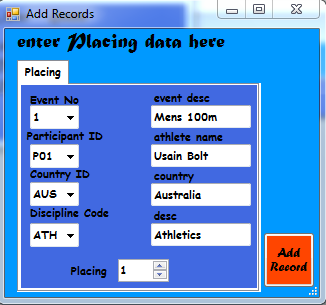 Add Records
enter Placing data here
Placing
Event No event desc
1 Mens 100m
Participant ID athlete name
P01 Usain Bolt
Country ID country
AUS Australia
Discipline Code desc
ATH Athletics
Placing 1
Add
Record